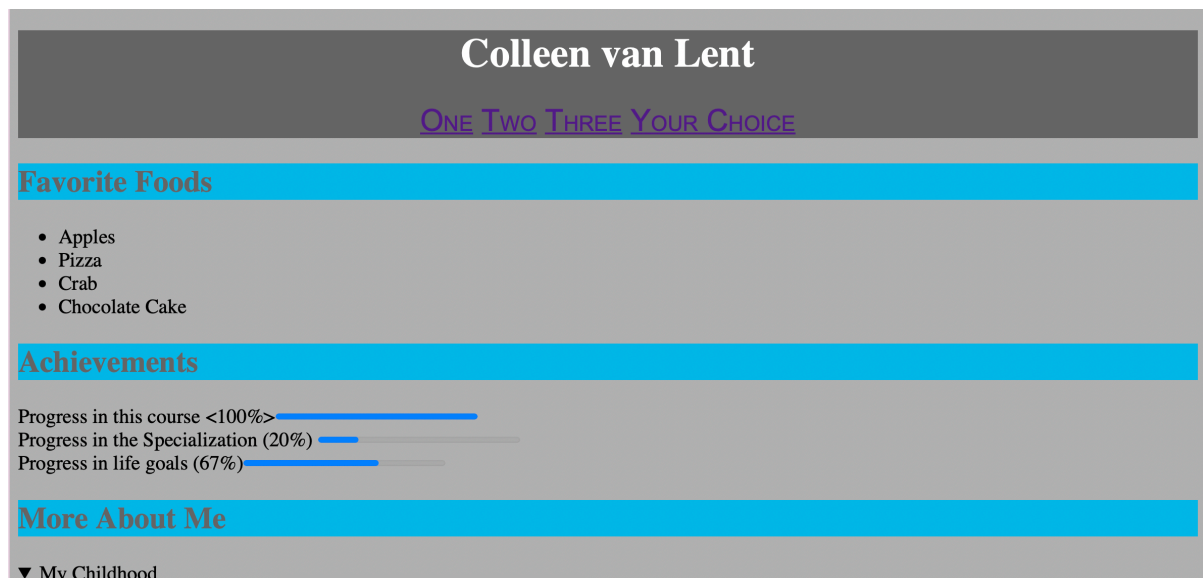 Colleen van Lent
One Two Three Your Choice
Favorite Foods
• Apples
• Pizza
• Crab
• Chocolate Cake
Achievements
Progress in this course <100%>
Progress in the Specialization (20%)
Progress in life goals (67%)
More About Me
▼ My Childhood